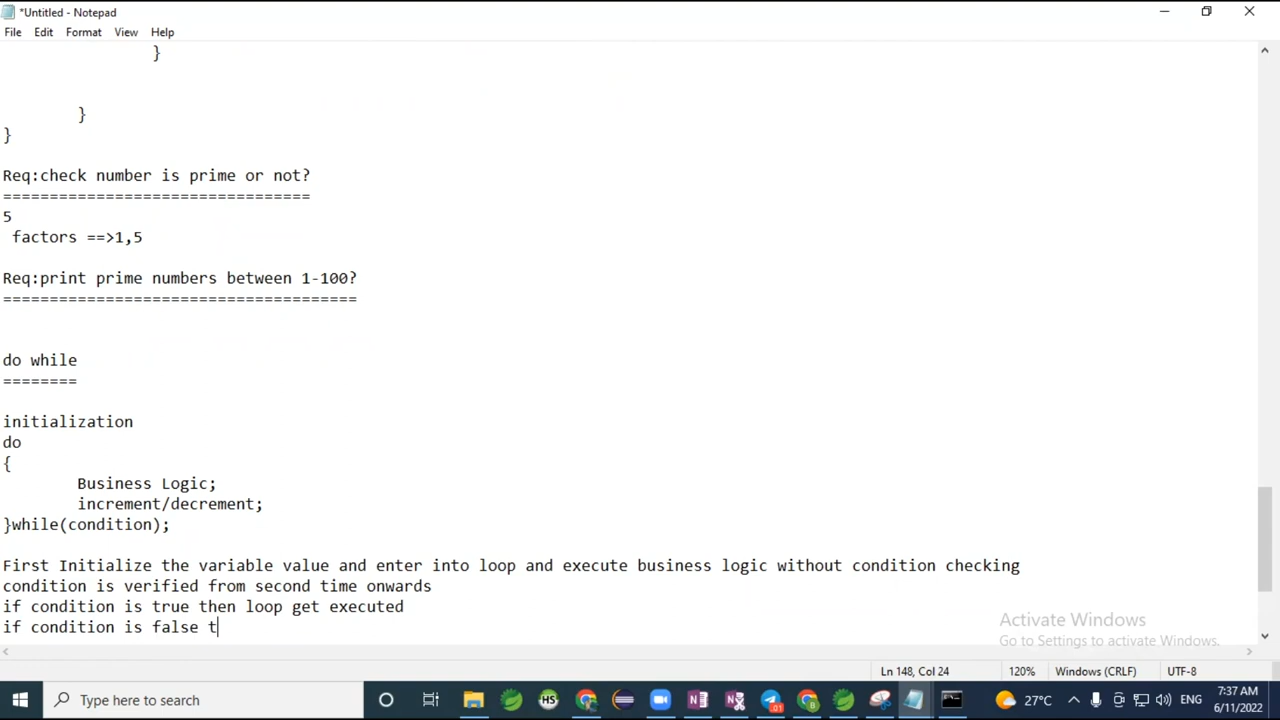 *Untitled - Notepad
File Edit Format View Help
}
}
}
Req:check number is prime or not?
=================================
5
factors ==>1,5
Req:print prime numbers between 1-100?
======================================
do while
========
initialization
do
{
Business Logic;
increment/decrement;
}while(condition);
First Initialize the variable value and enter into loop and execute business logic without condition checking
condition is verified from second time onwards
if condition is true then loop get executed
if condition is false t
Activate Windows
Go to Settings to activate Windows.
Ln 148, Col 24 120% Windows (CRLF) UTF-8
Type here to search HS 01 27°C ENG 7:37 AM
6/11/2022